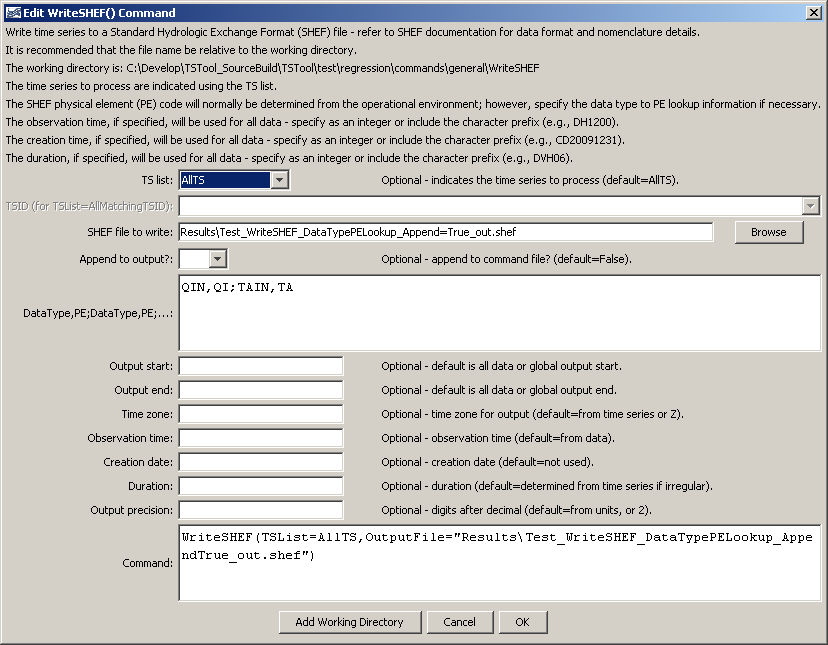 Edit WriteSHEF() Command
Write time series to a Standard Hydrologic Exchange Format (SHEF) file - refer to SHEF documentation for data format and nomenclature details.
It is recommended that the file name be relative to the working directory.
The working directory is: C:\Develop\TSTool_SourceBuild\TSTool\test\regression\commands\general\WriteSHEF
The time series to process are indicated using the TS list.
The SHEF physical element (PE) code will normally be determined from the operational environment; however, specify the data type to PE lookup information if necessary.
The observation time, if specified, will be used for all data - specify as an integer or include the character prefix (e.g., DH1200).
The creation time, if specified, will be used for all data - specify as an integer or include the character prefix (e.g., CD20091231).
The duration, if specified, will be used for all data - specify as an integer or include the character prefix (e.g., DVH06).
TS list: AllTS Optional - indicates the time series to process (default=AllTS).
TSID (for TSList=AllMatchingTSID):
SHEF file to write: Results\Test_WriteSHEF_DataTypePELookup_Append=True_out.shef Browse
Append to output?: Optional - append to command file? (default=False).
DataType,PE;DataType,PE;...: QIN,QI;TAIN,TA
Output start: Optional - default is all data or global output start.
Output end: Optional - default is all data or global output end.
Time zone: Optional - time zone for output (default=from time series or Z).
Observation time: Optional - observation time (default=from data).
Creation date: Optional - creation date (default=not used).
Duration: Optional - duration (default=determined from time series if irregular).
Output precision: Optional - digits after decimal (default=from units, or 2).
Command: WriteSHEF(TSList=AllTS,OutputFile="Results\Test_WriteSHEF_DataTypePELookup_Appe
ndTrue_out.shef")
Add Working Directory Cancel OK